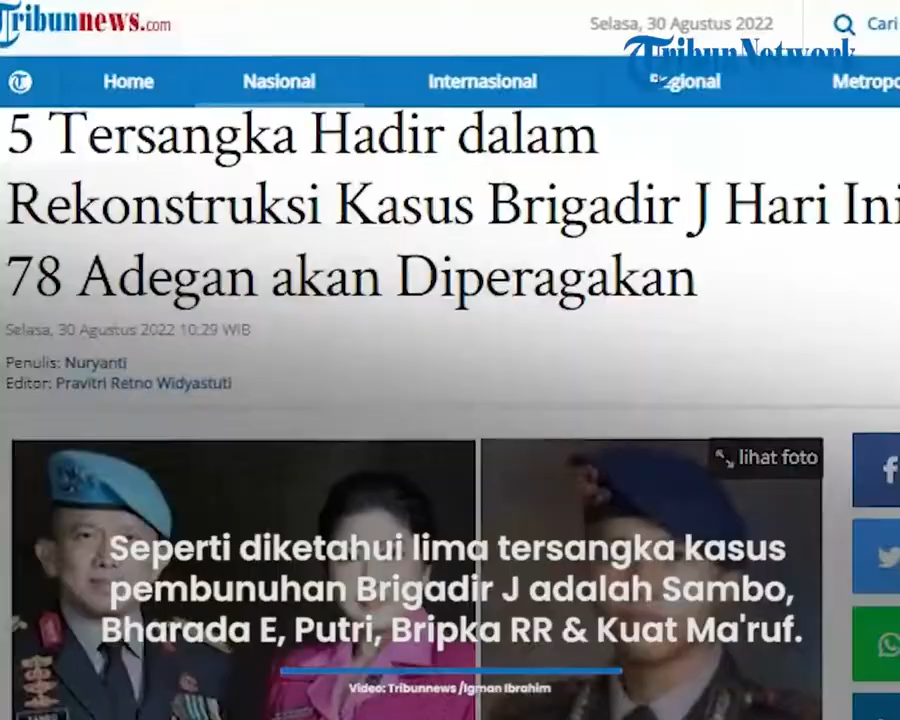 Tribunnews.com
Selasa, 30 Agustus 2022
Cari
TribunNetwork
Home
Nasional
Internasional
Regional
Metropo
5 Tersangka Hadir dalam
Rekonstruksi Kasus Brigadir J Hari Ini
78 Adegan akan Diperagakan
Selasa, 30 Agustus 2022 10:29 WIB
Penulis: Nuryanti
Editor: Pravitri Retno Widyastuti
lihat foto
Seperti diketahui lima tersangka kasus
pembunuhan Brigadir J adalah Sambo,
Bharada E, Putri, Bripka RR & Kuat Ma'ruf.
Video: Tribunnews /Igman Ibrahim